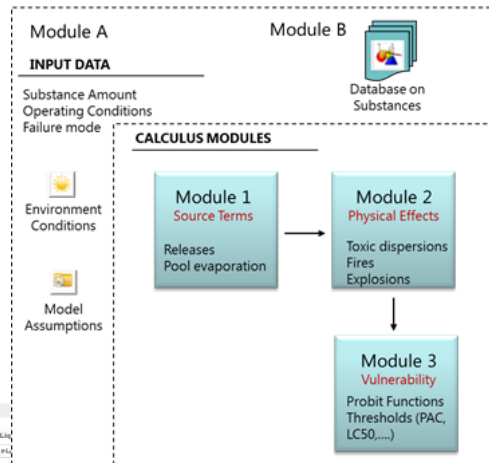 Module A
Module B
INPUT DATA
Database on
Substances
Substance Amount
Operating Conditions
Failure mode
CALCULUS MODULES
Environment
Conditions
Model
Assumptions
Module 1
Source Terms
Releases
Pool evaporation
Module 2
Physical Effects
Toxic dispersions
Fires
Explosions
Module 3
Vulnerability
Probit Functions
Thresholds (PAC,
LC50,....)
Liq